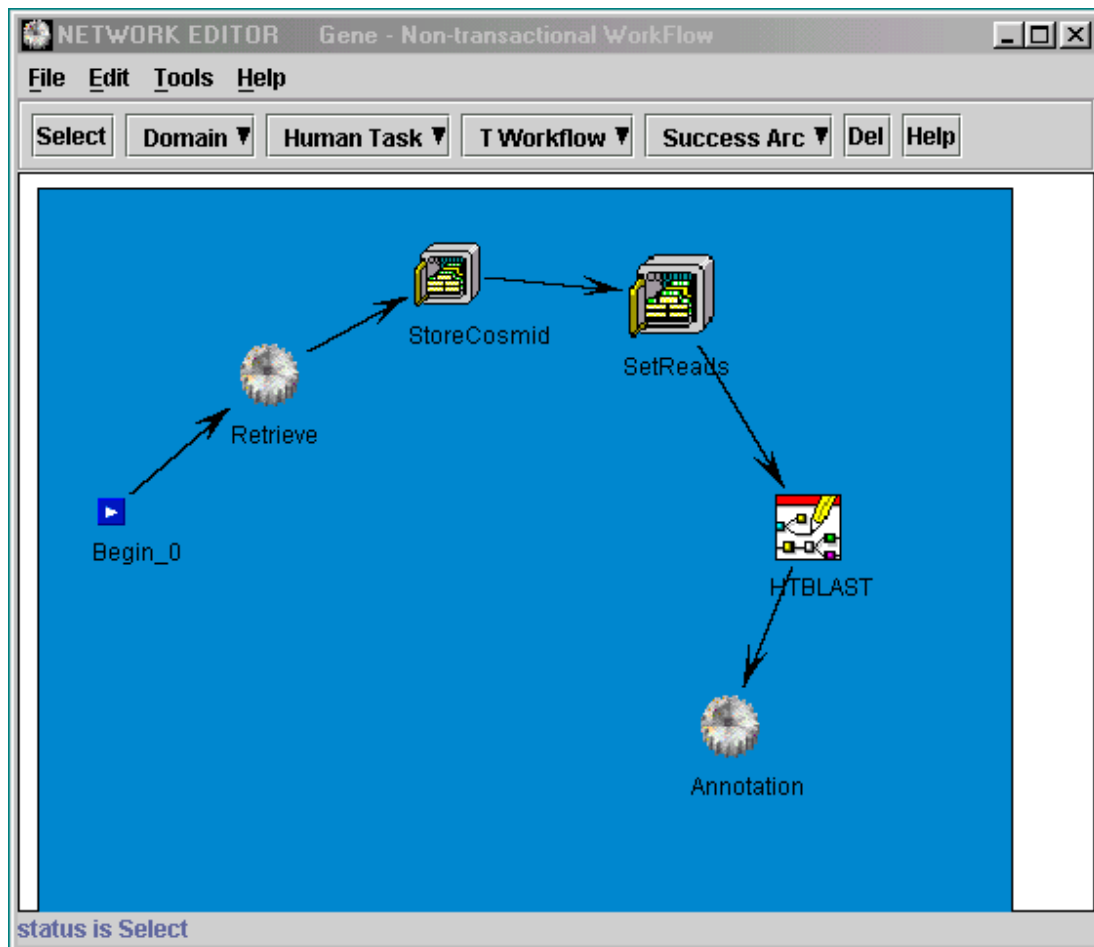 NETWORK EDITOR Gene - Non-transactional WorkFlow
File Edit Tools Help
Select Domain Human Task T Workflow Success Arc Del Help
StoreCosmid
SetReads
Retrieve
Begin_0
HTBLAST
Annotation
status is Select